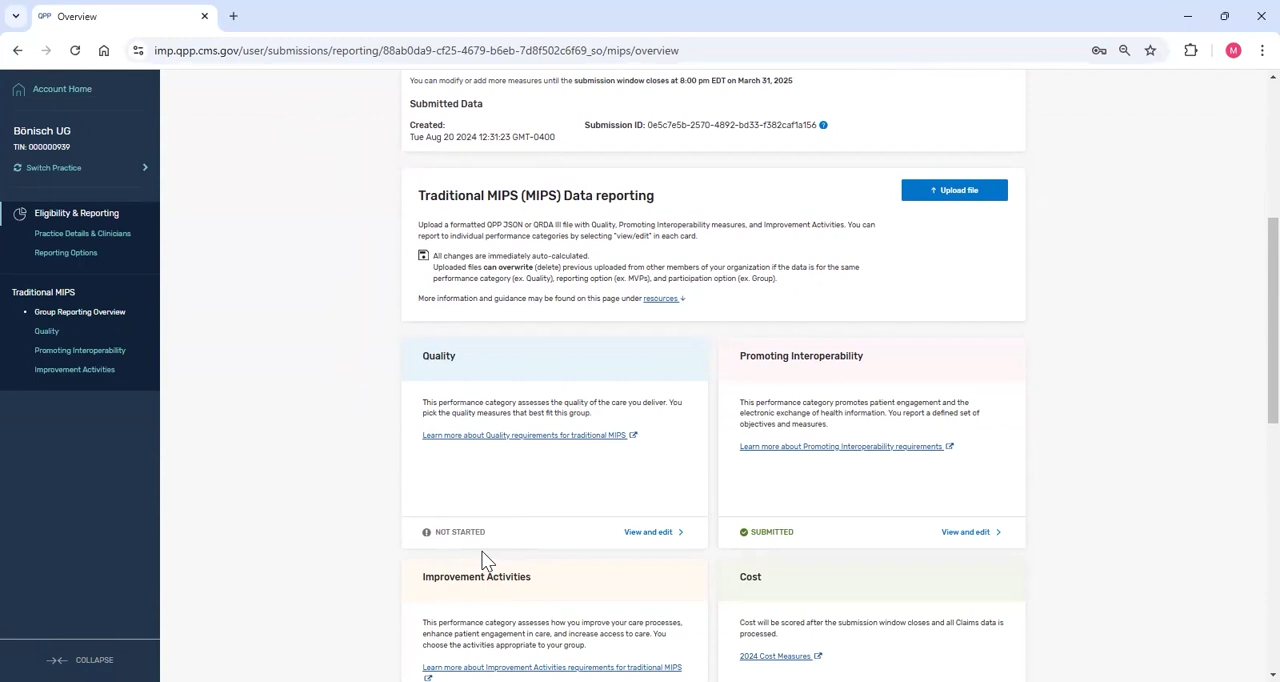 QPP Overview
imp.qpp.cms.gov/user/submissions/reporting/88ab0da9-cf25-4679-b6eb-7d8f502c6f69_so/mips/overview
M
Account Home
Bönisch UG
TIN: 000000939
Switch Practice
Eligibility & Reporting
Practice Details & Clinicians
Reporting Options
Traditional MIPS
Group Reporting Overview
Quality
Promoting Interoperability
Improvement Activities
COLLAPSE
You can modify or add more measures until the submission window closes at 8:00 pm EDT on March 31, 2025
Submitted Data
Created:
Tue Aug 20 2024 12:31:23 GMT-0400
Submission ID: 0e5c7e5b-2570-4892-bd33-f382caf1a156
Traditional MIPS (MIPS) Data reporting
Upload file
Upload a formatted QPP JSON or QRDA III file with Quality, Promoting Interoperability measures, and Improvement Activities. You can
report to individual performance categories by selecting "view/edit" in each card.
All changes are immediately auto-calculated.
Uploaded files can overwrite (delete) previous uploaded from other members of your organization if the data is for the same
performance category (ex. Quality), reporting option (ex. MVPs), and participation option (ex. Group).
More information and guidance may be found on this page under resources
Quality
This performance category assesses the quality of the care you deliver. You
pick the quality measures that best fit this group.
Learn more about Quality requirements for traditional MIPS
NOT STARTED
View and edit
Promoting Interoperability
This performance category promotes patient engagement and the
electronic exchange of health information. You report a defined set of
objectives and measures.
Learn more about Promoting Interoperability requirements
SUBMITTED
View and edit
Improvement Activities
This performance category assesses how you improve your care processes,
enhance patient engagement in care, and increase access to care. You
choose the activities appropriate to your group.
Learn more about Improvement Activities requirements for traditional MIPS
Cost
Cost will be scored after the submission window closes and all Claims data is
processed.
2024 Cost Measures